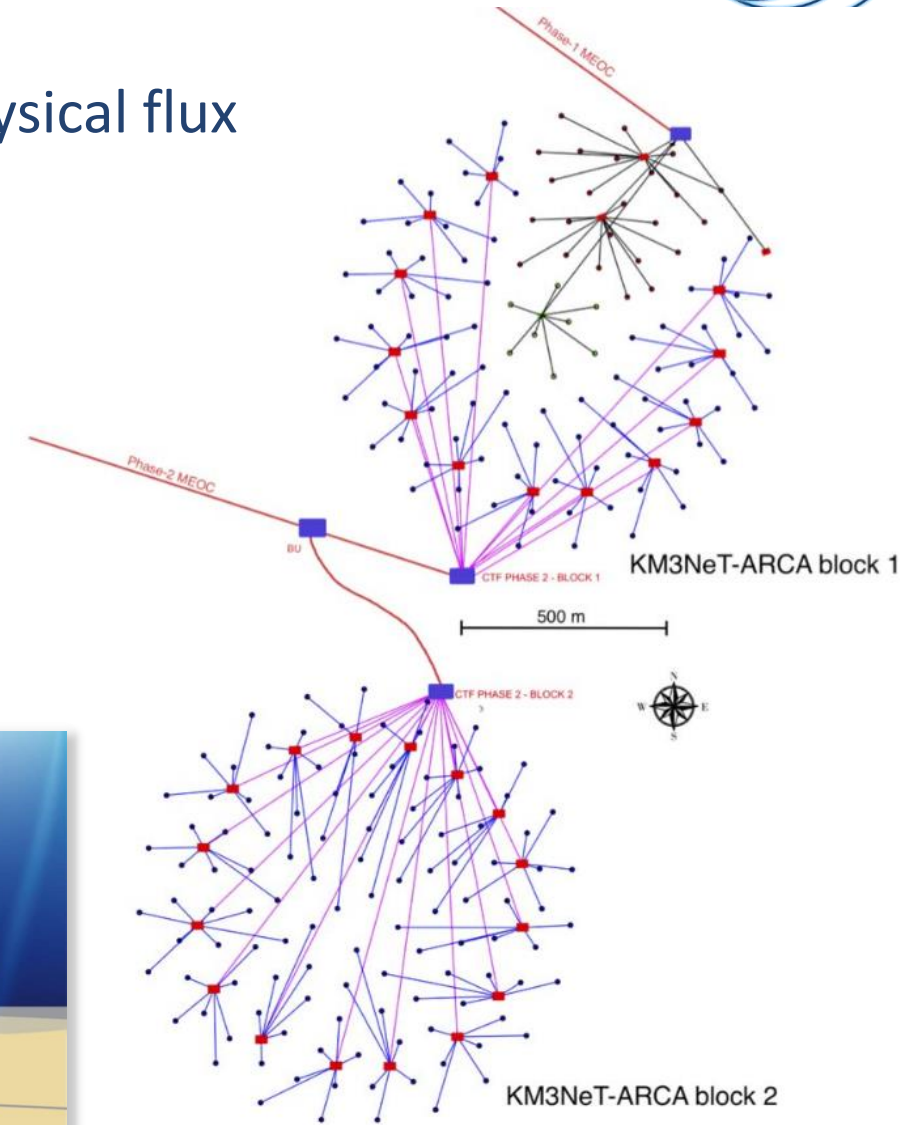 Phase-1 MEOC
ysical flux
Phase-2 MEOC
BU
CTF PHASE 2 - BLOCK 1
KM3NeT-ARCA block 1
500 m
CTF PHASE 2 - BLOCK 2
N
W E
S
KM3NeT-ARCA block 2